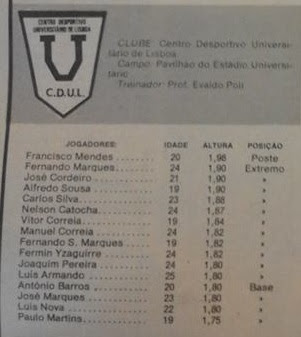 CENTRO DESPORTIVO
UNIVERSITÁRIO DE LISBOA
U
C.D.U.L.
CLUBE: Centro Desportivo Universi-
tário de Lisboa.
Campo: Pavilhão do Estádio Universi-
tário
Treinador: Prof. Evaldo Poli
JOGADORES: IDADE ALTURA POSIÇÃO
Francisco Mendes 20 1,98 Poste
Fernando Marques 24 1,90 Extremo
José Cordeiro 21 1,90 »
Alfredo Sousa 19 1,90 »
Carlos Silva 23 1,88 »
Nelson Catocha 24 1,87 »
Vitor Correia 19 1,84 »
Manuel Correia 24 1,82 »
Fernando S. Marques 19 1,82 »
Fermin Yzaguirre 24 1,82 »
Joaquim Pereira 24 1,80 »
Luís Armando 25 1,80 »
António Barros 20 1,80 Base
José Marques 23 1,80 »
Luís Nova 22 1,80 »
Paulo Martins 19 1,75 »